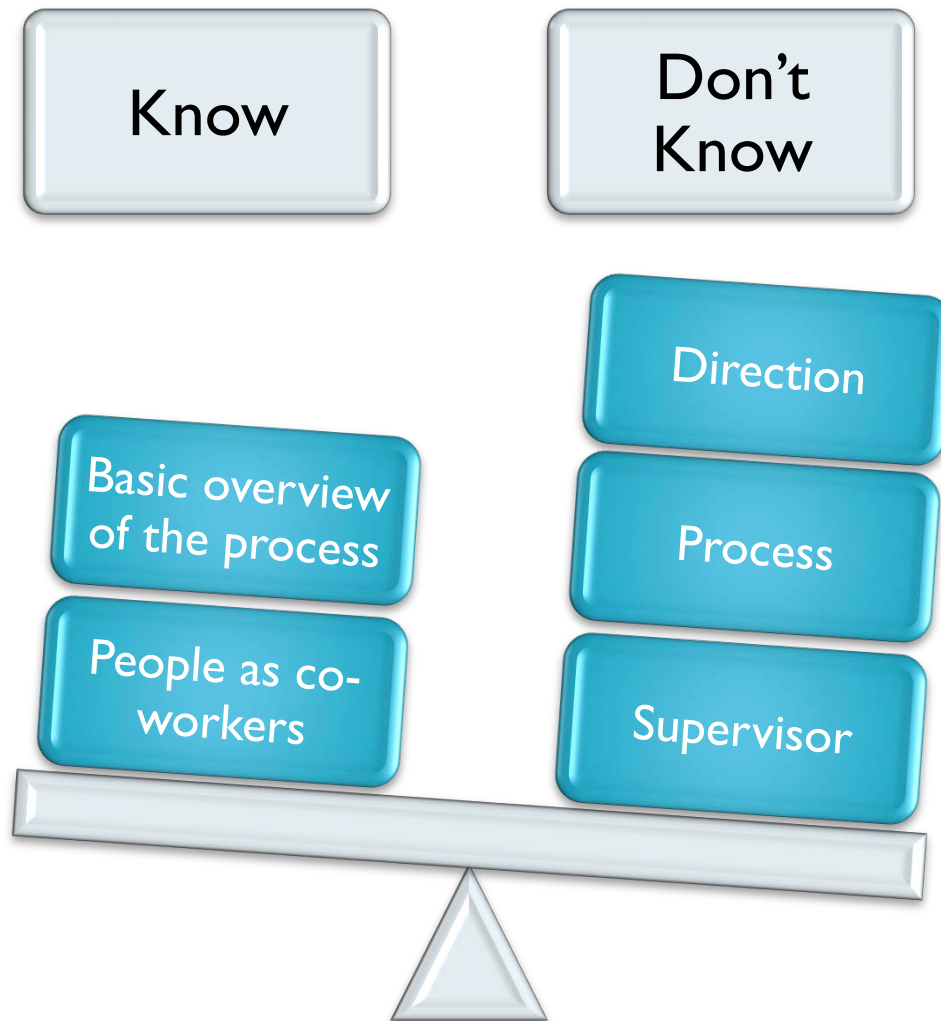 Know
Don’t
Know
Basic overview
of the process
People as co-
workers
Direction
Process
Supervisor